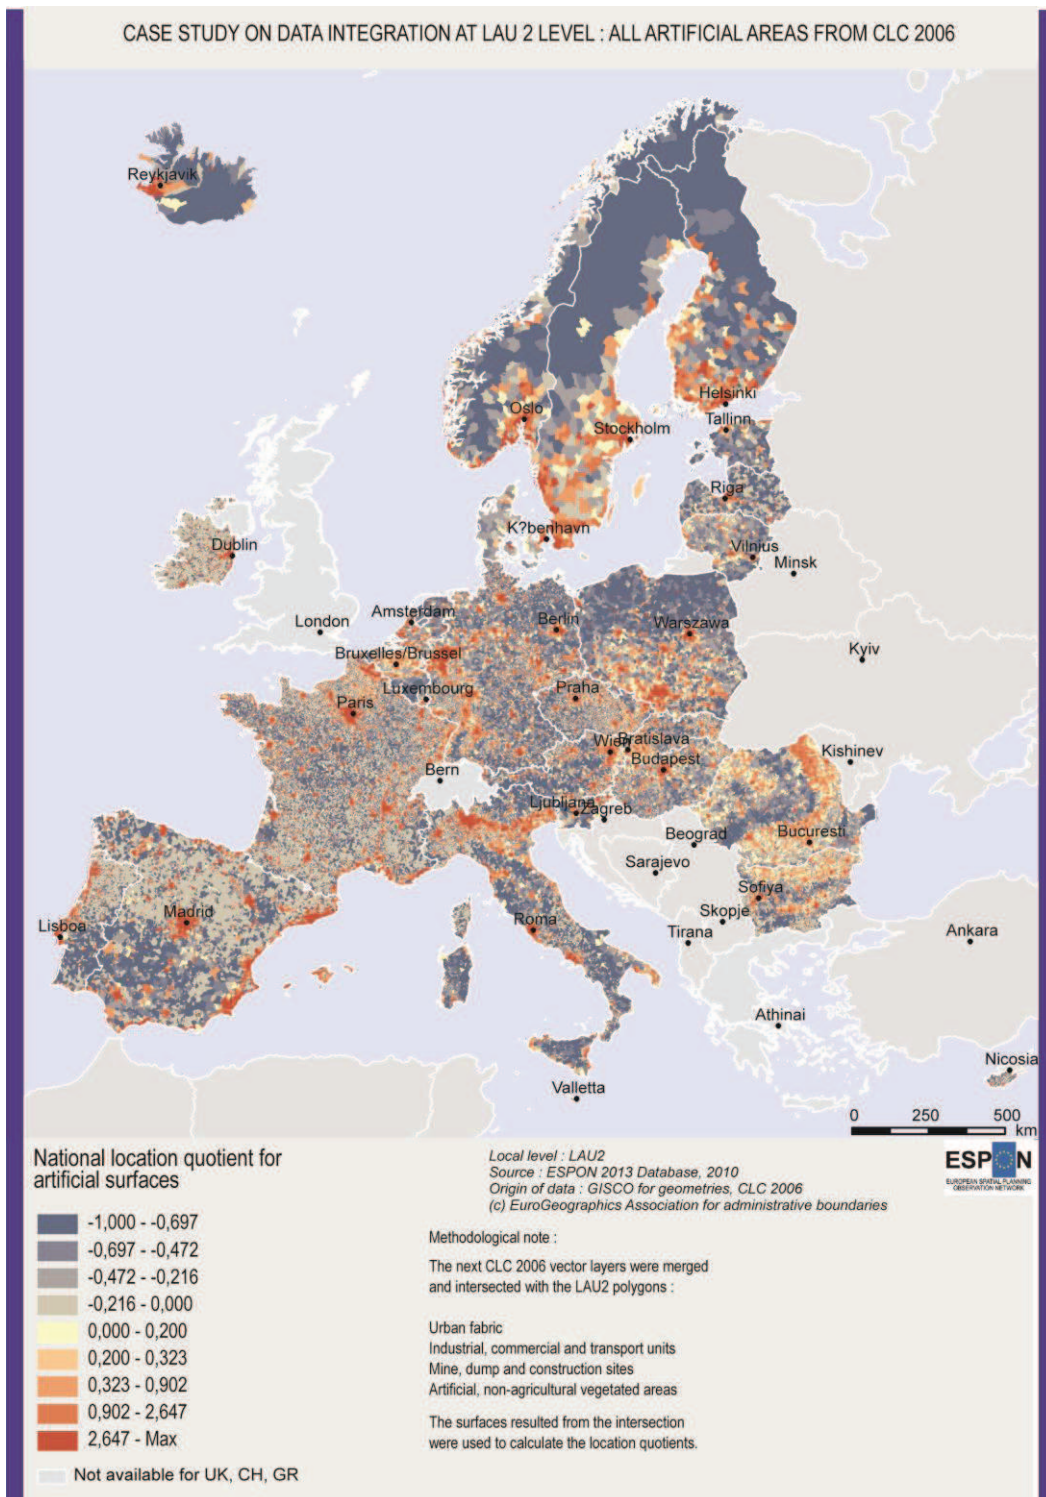 CASE STUDY ON DATA INTEGRATION AT LAU 2 LEVEL : ALL ARTIFICIAL AREAS FROM CLC 2006
Reykjavik
Helsinki
Oslo
Tallinn
Stockholm
Riga
K?benhavn
Dublin
Vilnius
Minsk
Amsterdam
London
Berlin
Warszawa
Kyiv
Bruxelles/Brussel
Luxembourg
Praha
Paris
Wien
Bratislava
Kishinev
Budapest
Bern
Ljubljana
Zagreb
Bucuresti
Beograd
Sarajevo
Sofiya
Madrid
Roma
Skopje
Lisboa
Tirana
Ankara
Athinai
Nicosia
Valletta
0 250 500
km
National location quotient for
artificial surfaces
-1,000 - -0,697
-0,697 - -0,472
-0,472 - -0,216
-0,216 - 0,000
0,000 - 0,200
0,200 - 0,323
0,323 - 0,902
0,902 - 2,647
2,647 - Max
Not available for UK, CH, GR
Local level : LAU2
Source : ESPON 2013 Database, 2010
Origin of data : GISCO for geometries, CLC 2006
(c) EuroGeographics Association for administrative boundaries
Methodological note :
The next CLC 2006 vector layers were merged
and intersected with the LAU2 polygons :
Urban fabric
Industrial, commercial and transport units
Mine, dump and construction sites
Artificial, non-agricultural vegetated areas
The surfaces resulted from the intersection
were used to calculate the location quotients.
ESPON
EUROPEAN SPATIAL PLANNING
OBSERVATION NETWORK